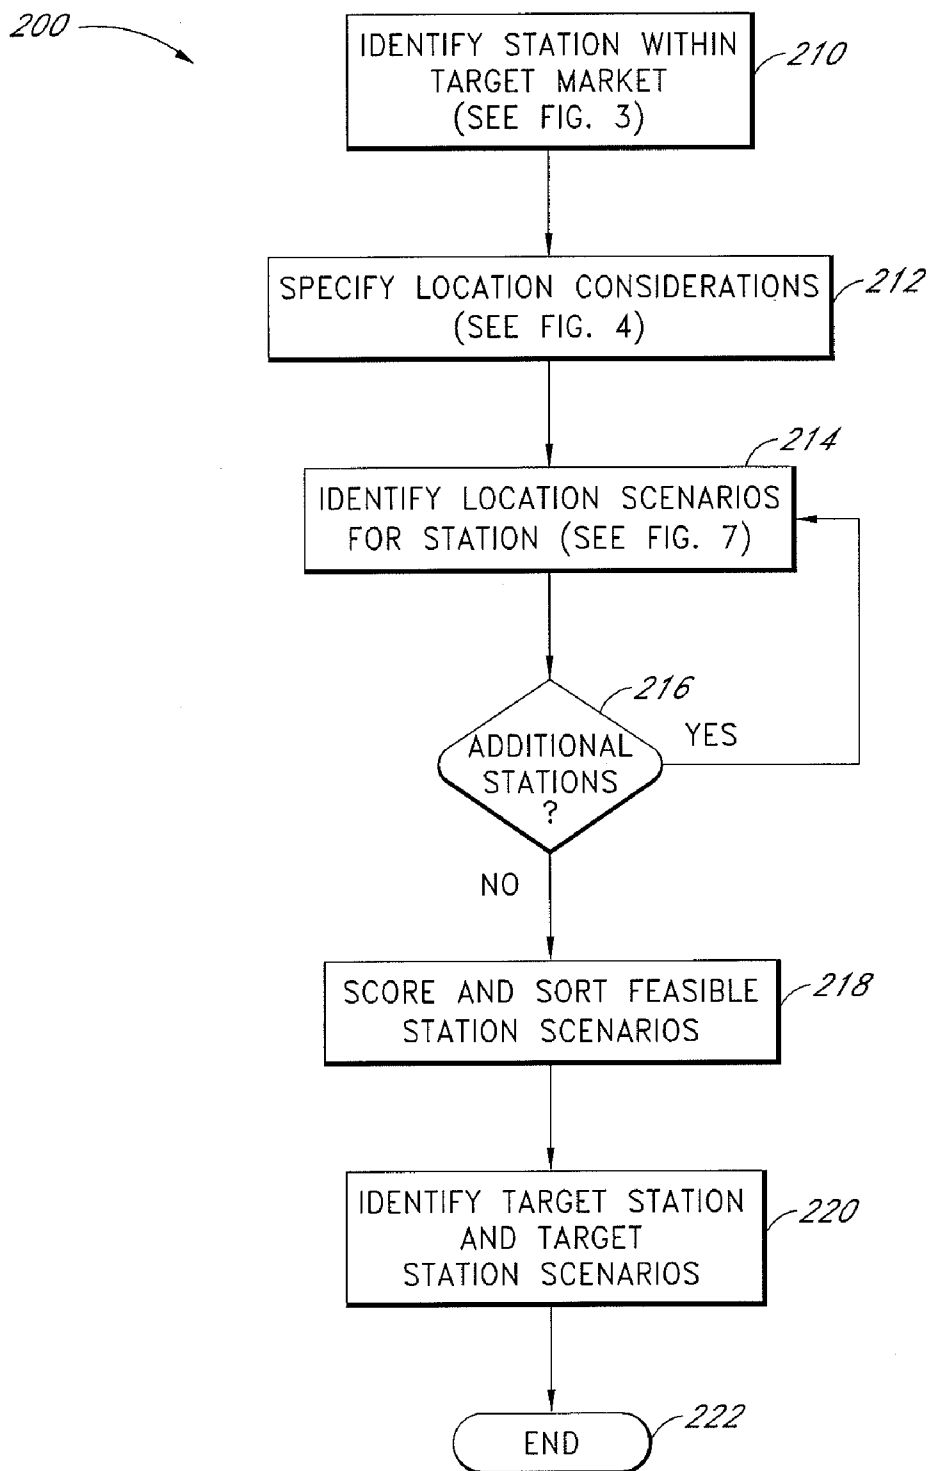 200
IDENTIFY STATION WITHIN
TARGET MARKET
(SEE FIG. 3)
210
SPECIFY LOCATION CONSIDERATIONS
(SEE FIG. 4)
212
214
IDENTIFY LOCATION SCENARIOS
FOR STATION (SEE FIG. 7)
216
ADDITIONAL
STATIONS
?
YES
NO
SCORE AND SORT FEASIBLE
STATION SCENARIOS
218
IDENTIFY TARGET STATION
AND TARGET
STATION SCENARIOS
220
END
222